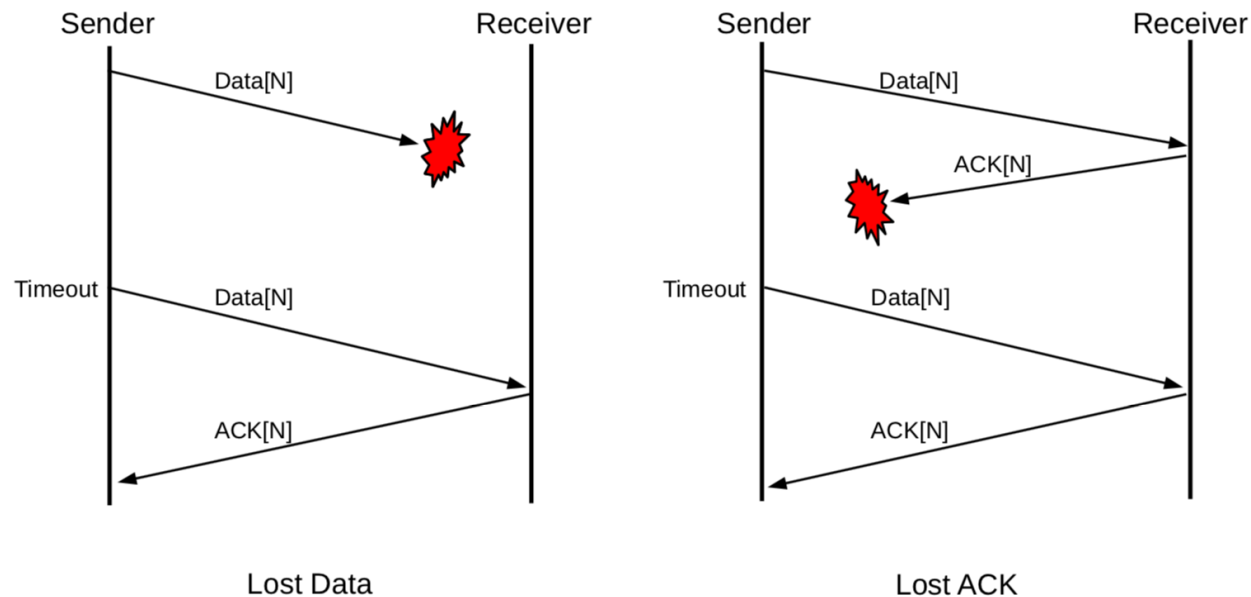 Sender
Receiver
Data[N]
Timeout
Data[N]
ACK[N]
Lost Data
Sender
Receiver
Data[N]
ACK[N]
Timeout
Data[N]
ACK[N]
Lost ACK